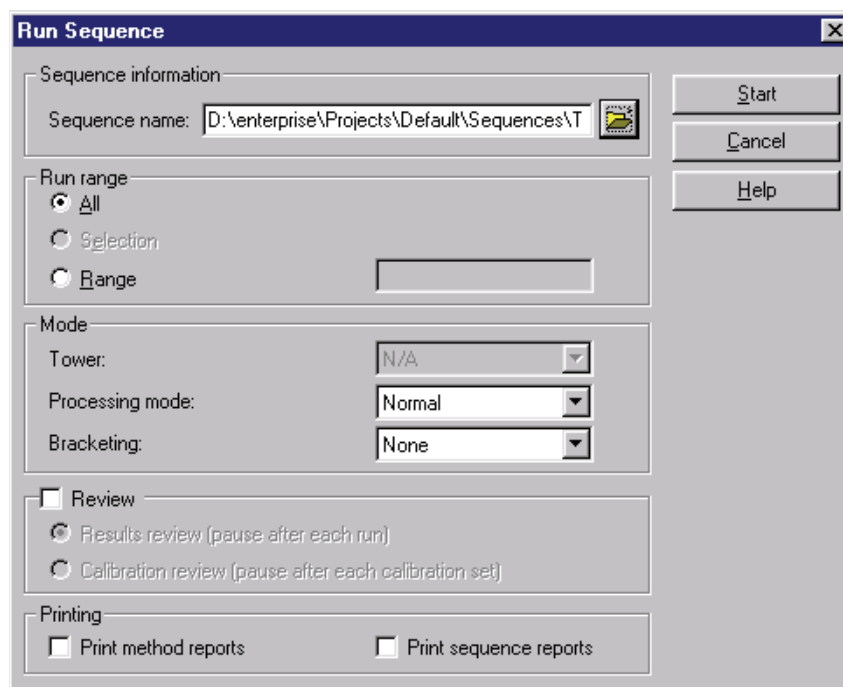 Run Sequence
Sequence information
Sequence name: D:\enterprise\Projects\Default\Sequences\T
Start
Cancel
Help
Run range
All
Selection
Range
Mode
Tower: N/A
Processing mode: Normal
Bracketing: None
Review
Results review (pause after each run)
Calibration review (pause after each calibration set)
Printing
Print method reports Print sequence reports